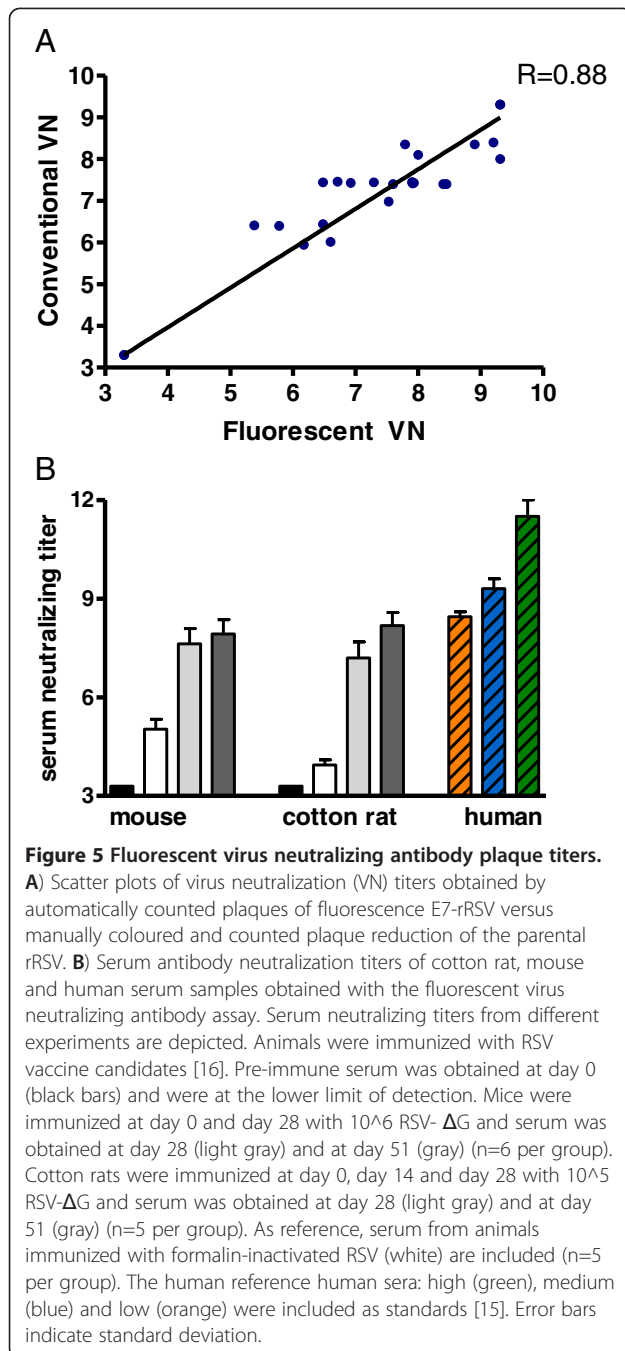 A
R=0.88
Conventional VN
10
9
8
7
6
5
4
3
3 4 5 6 7 8 9 10
Fluorescent VN
B
serum neutralizing titer
12
9
6
3
mouse cotton rat human
Figure 5 Fluorescent virus neutralizing antibody plaque titers.
A) Scatter plots of virus neutralization (VN) titers obtained by
automatically counted plaques of fluorescence E7-rRSV versus
manually coloured and counted plaque reduction of the parental
rRSV. B) Serum antibody neutralization titers of cotton rat, mouse
and human serum samples obtained with the fluorescent virus
neutralizing antibody assay. Serum neutralizing titers from different
experiments are depicted. Animals were immunized with RSV
vaccine candidates [16]. Pre-immune serum was obtained at day 0
(black bars) and were at the lower limit of detection. Mice were
immunized at day 0 and day 28 with 10^6 RSV- ΔG and serum was
obtained at day 28 (light gray) and at day 51 (gray) (n=6 per group).
Cotton rats were immunized at day 0, day 14 and day 28 with 10^5
RSV-ΔG and serum was obtained at day 28 (light gray) and at day
51 (gray) (n=5 per group). As reference, serum from animals
immunized with formalin-inactivated RSV (white) are included (n=5
per group). The human reference human sera: high (green), medium
(blue) and low (orange) were included as standards [15]. Error bars
indicate standard deviation.